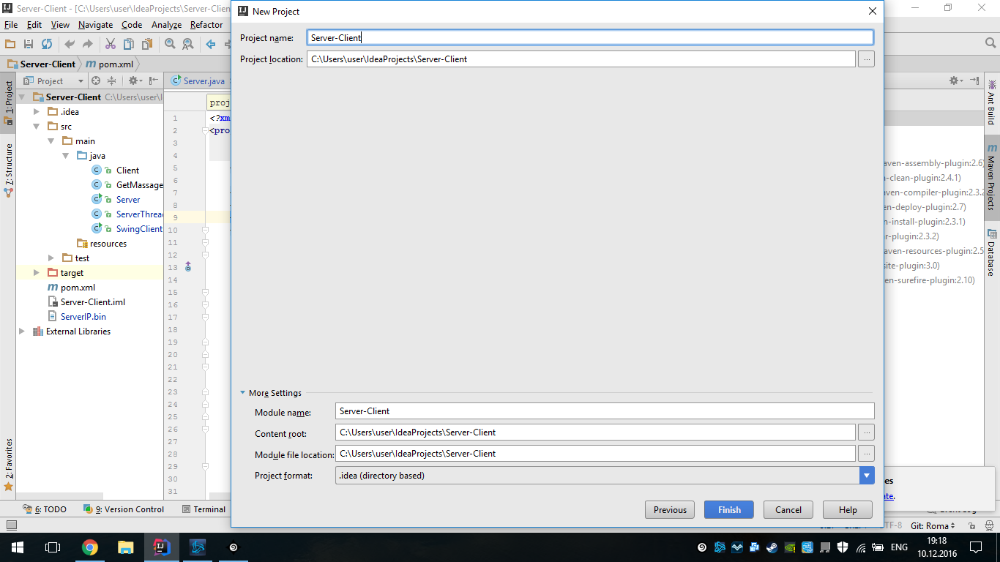 Server-Client - [C:\Users\user\IdeaProjects\Server-Clien
New Project
File Edit View Navigate Code Analyze Refactor
Project name: Server-Client
Project location: C:\Users\user\IdeaProjects\Server-Client ...
Server-Client pom.xml
1: Project
Project
Server.java
Server-Client C:\Users\user\I
.idea
src
main
java
Client
GetMassage
Server
ServerThread
SwingClient
resources
test
target
pom.xml
Server-Client.iml
ServerIP.bin
External Libraries
7: Structure
2: Favorites
proj
1 <?xm
2 <pro
3
4
5
6
7
8
9
10
11
12
13
14
15
16
17
18
19
20
21
22
23
24
25
26
27
28
29
30
31
aven-assembly-plugin:2.6)
n-clean-plugin:2.4.1)
aven-compiler-plugin:2.3.2
en-deploy-plugin:2.7)
n-install-plugin:2.3.1)
r-plugin:2.3.2)
aven-resources-plugin:2.5
site-plugin:3.0)
en-surefire-plugin:2.10)
Ant Build
Maven Projects
Database
More Settings
Module name: Server-Client
Content root: C:\Users\user\IdeaProjects\Server-Client ...
Module file location: C:\Users\user\IdeaProjects\Server-Client ...
Project format: .idea (directory based)
es
ate.
Previous Finish Cancel Help
6: TODO 9: Version Control Terminal
UTF-8 Git: Roma
ENG
19:18
10.12.2016